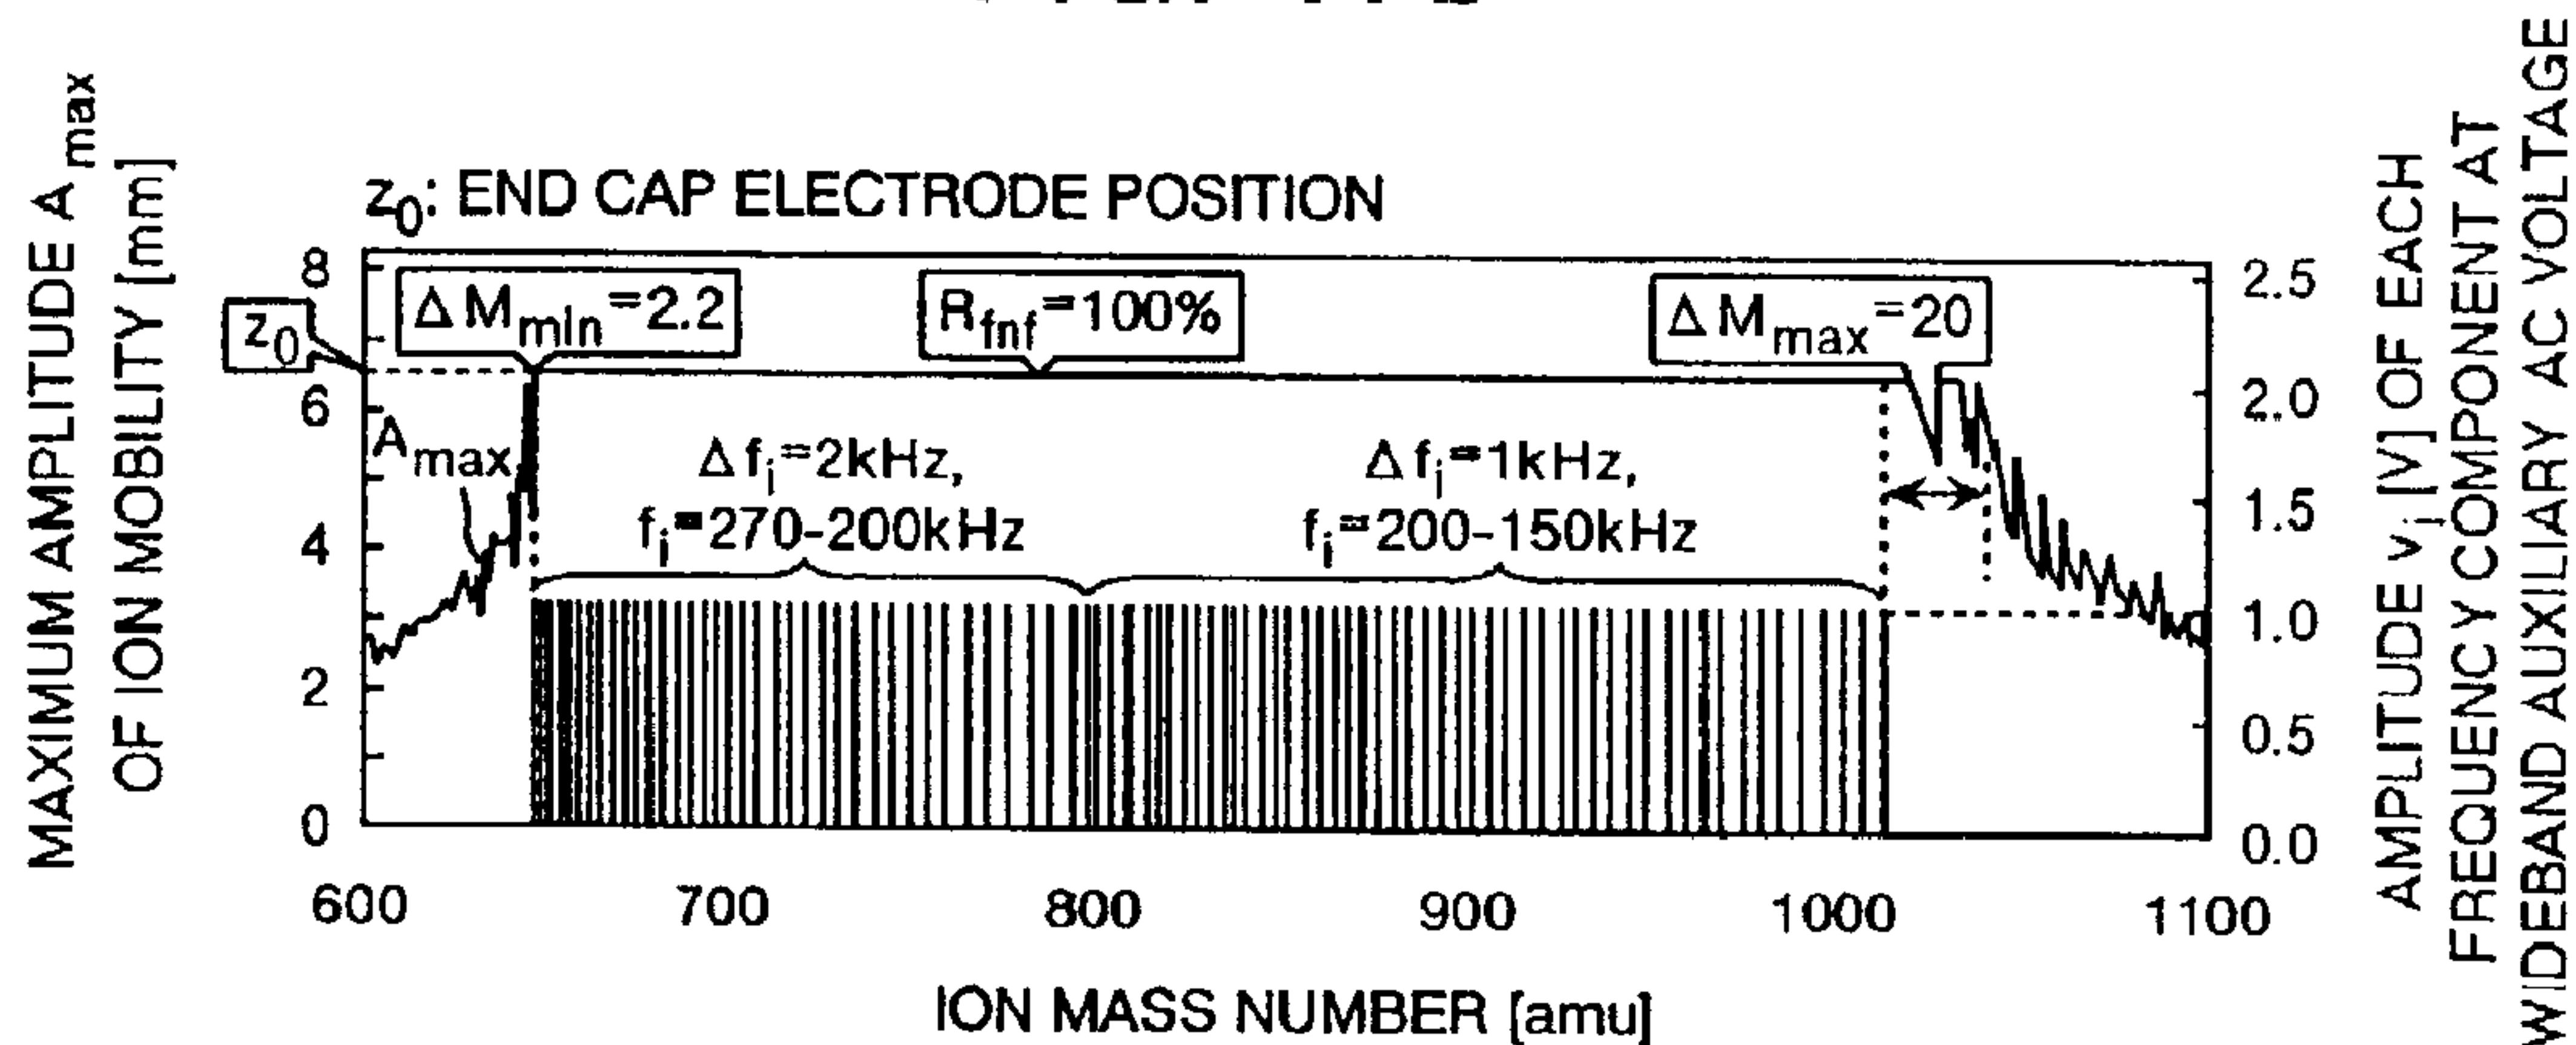 z0: END CAP ELECTRODE POSITION
MAXIMUM AMPLITUDE Amax
OF ION MOBILITY [mm]
8
6
4
2
0
z0
ΔMmin=2.2
Rfnf=100%
ΔMmax=20
Amax
Δfi=2kHz,
fi=270-200kHz
Δfi=1kHz,
fi=200-150kHz
2.5
2.0
1.5
1.0
0.5
0.0
AMPLITUDE vi [V] OF EACH
FREQUENCY COMPONENT AT
WIDEBAND AUXILIARY AC VOLTAGE
600
700
800
900
1000
1100
ION MASS NUMBER [amu]